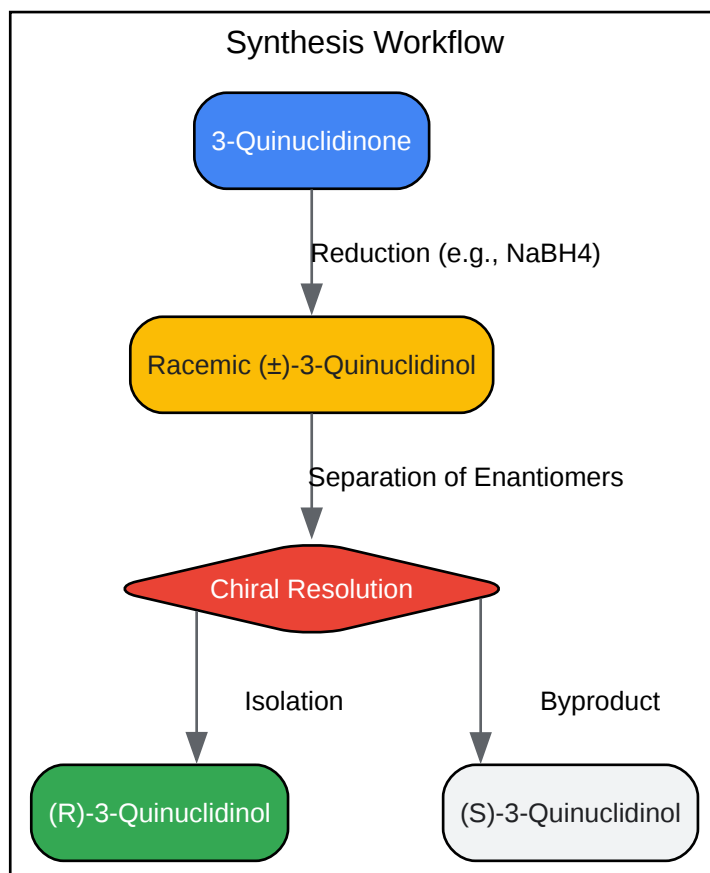 Synthesis Workflow
3-Quinuclidinone
Reduction (e.g., NaBH4)
Racemic (±)-3-Quinuclidinol
Separation of Enantiomers
Chiral Resolution
Isolation
Byproduct
(R)-3-Quinuclidinol
(S)-3-Quinuclidinol